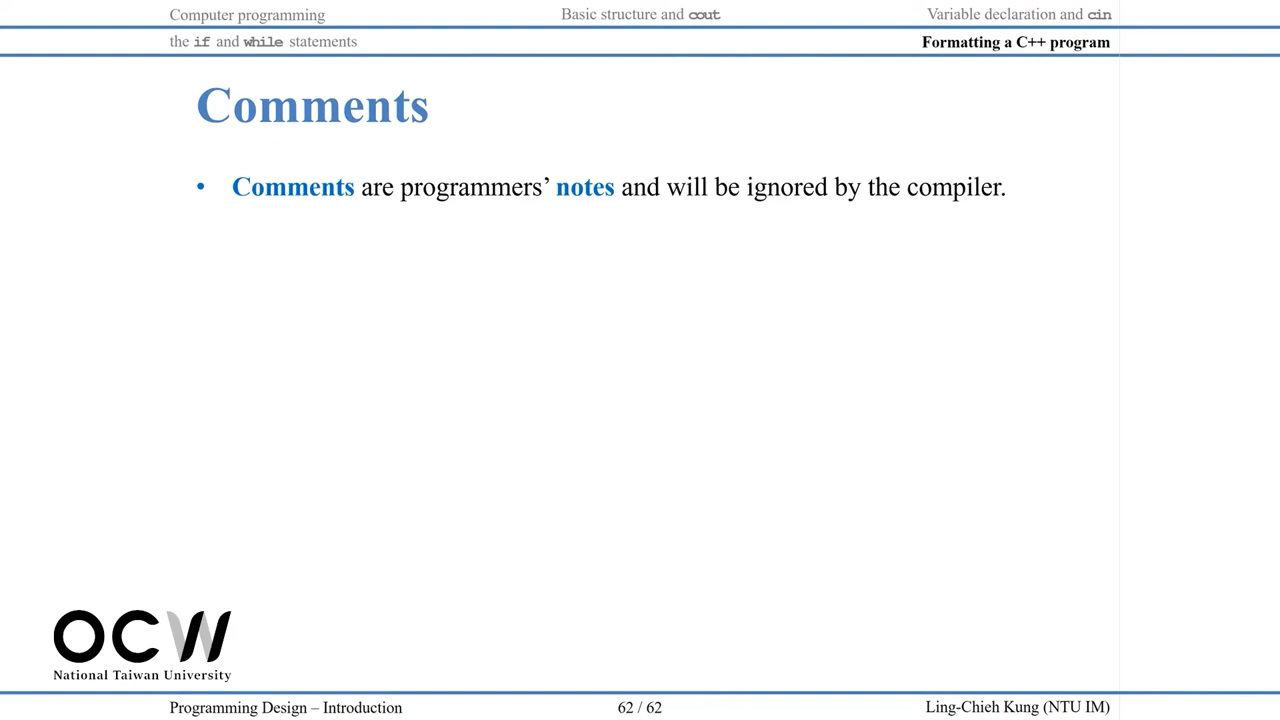 Computer programming
Basic structure and cout
Variable declaration and cin
the if and while statements
Formatting a C++ program
Comments
• Comments are programmers’ notes and will be ignored by the compiler.
OCW
National Taiwan University
Programming Design – Introduction
62 / 62
Ling-Chieh Kung (NTU IM)